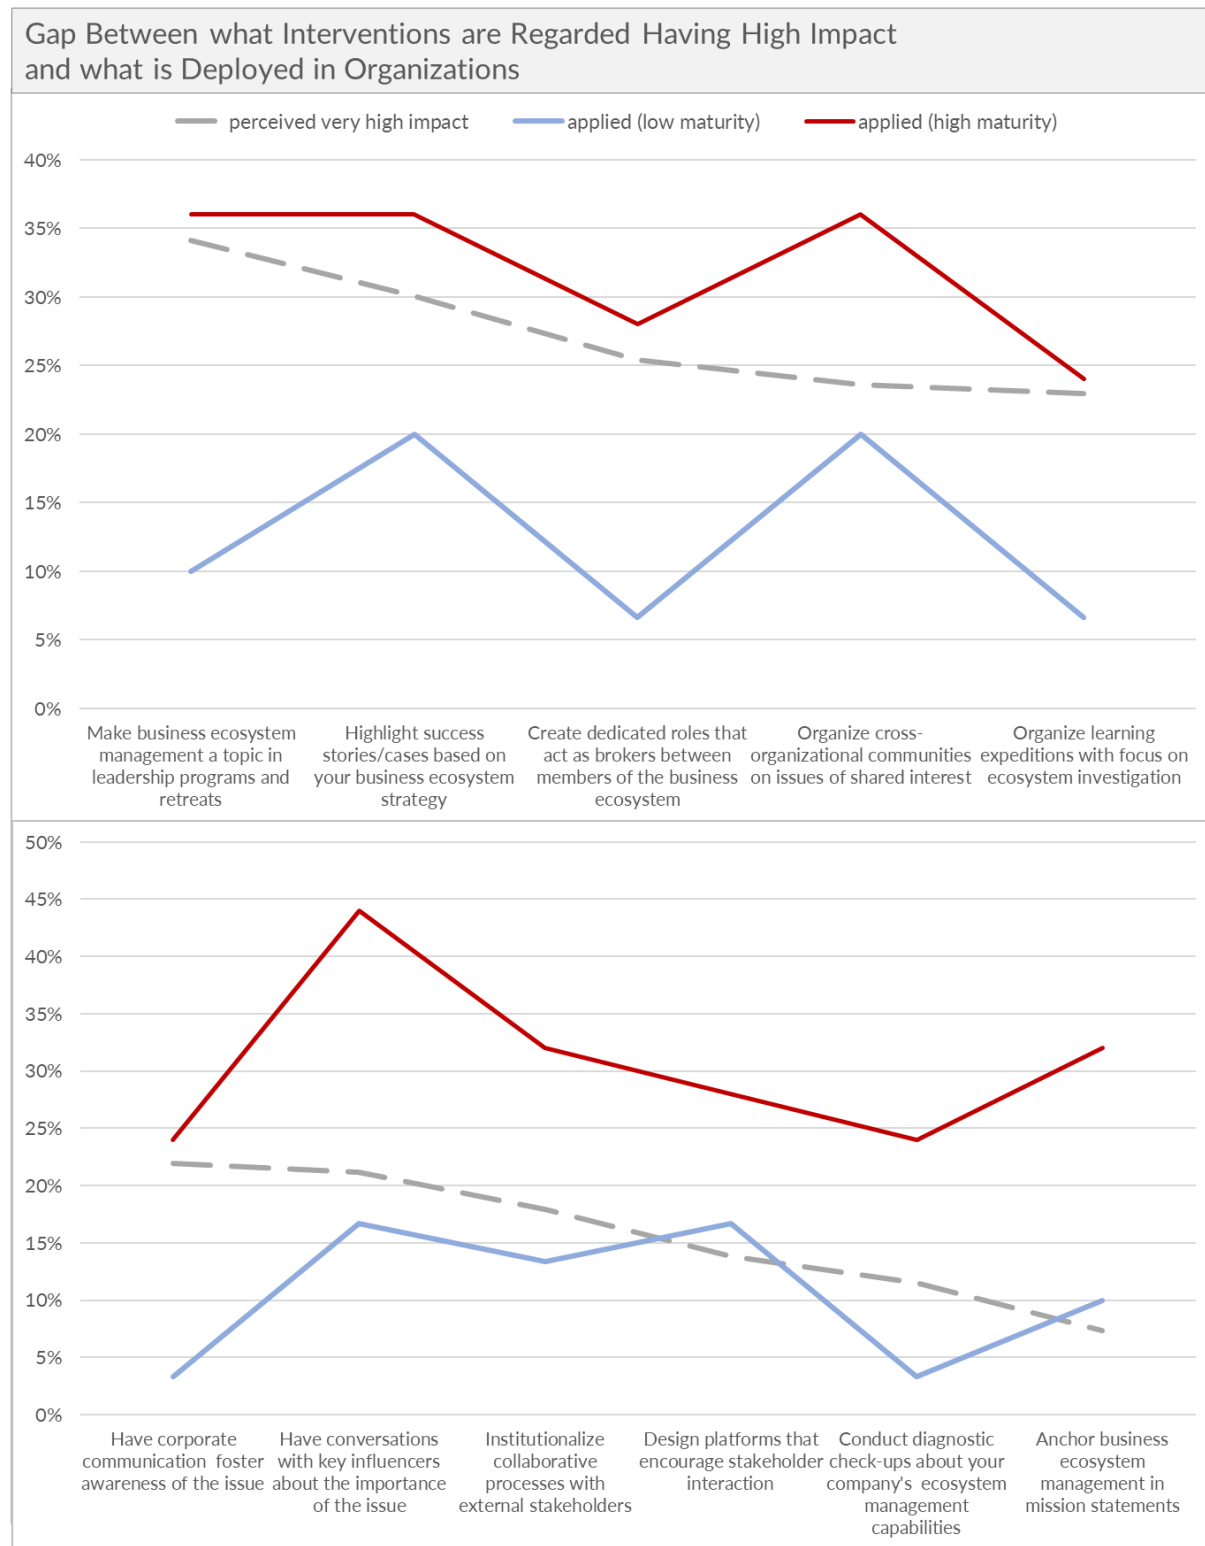 Gap Between what Interventions are Regarded Having High Impact
and what is Deployed in Organizations
perceived very high impact applied (low maturity) applied (high maturity)
40%
35%
30%
25%
20%
15%
10%
5%
0%
Make business ecosystem
management a topic in
leadership programs and
retreats
Highlight success
stories/cases based on
your business ecosystem
strategy
Create dedicated roles that
act as brokers between
members of the business
ecosystem
Organize cross-
organizational communities
on issues of shared interest
Organize learning
expeditions with focus on
ecosystem investigation
50%
45%
40%
35%
30%
25%
20%
15%
10%
5%
0%
Have corporate
communication foster
awareness of the issue
Have conversations
with key influencers
about the importance
of the issue
Institutionalize
collaborative
processes with
external stakeholders
Design platforms that
encourage stakeholder
interaction
Conduct diagnostic
check-ups about your
company's ecosystem
management
capabilities
Anchor business
ecosystem
management in
mission statements